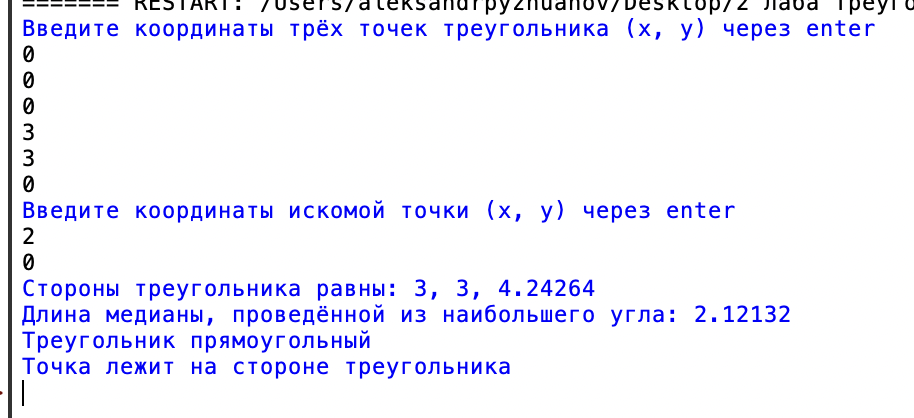 ======= RESTART: /Users/aleksandrpyzhuanov/Desktop/2 лаба
Введите координаты трёх точек треугольника (x, y) через enter
0
0
0
3
3
0
Введите координаты искомой точки (x, y) через enter
2
0
Стороны треугольника равны: 3, 3, 4.24264
Длина медианы, проведённой из наибольшего угла: 2.12132
Треугольник прямоугольный
Точка лежит на стороне треугольника